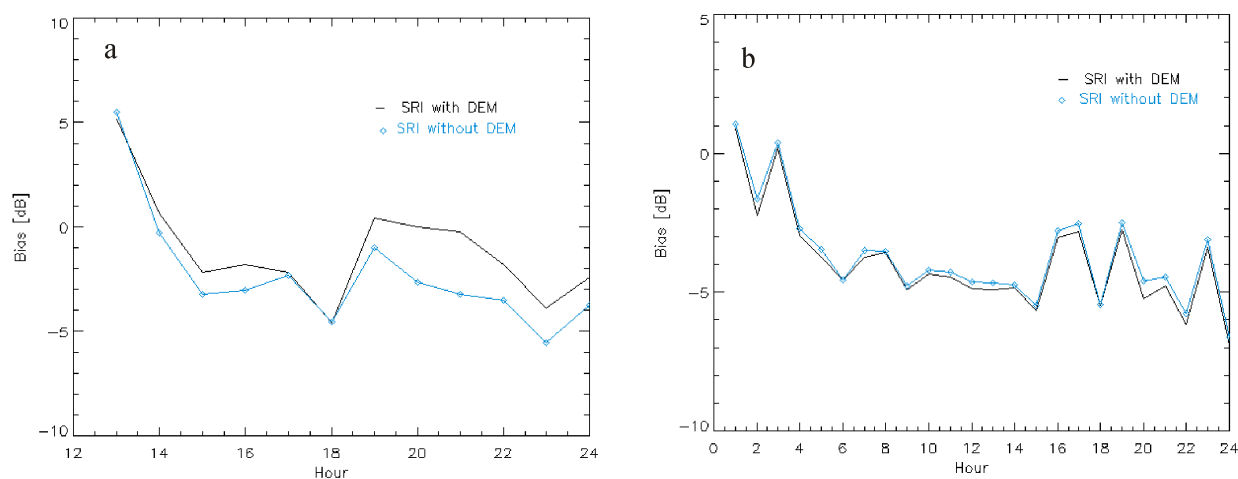 a
10
5
0
−5
−10
Bias [dB]
— SRI with DEM
SRI without DEM
12 14 16 18 20 22 24
Hour
b
5
0
−5
−10
Bias [dB]
— SRI with DEM
SRI without DEM
0 2 4 6 8 10 12 14 16 18 20 22 24
Hour